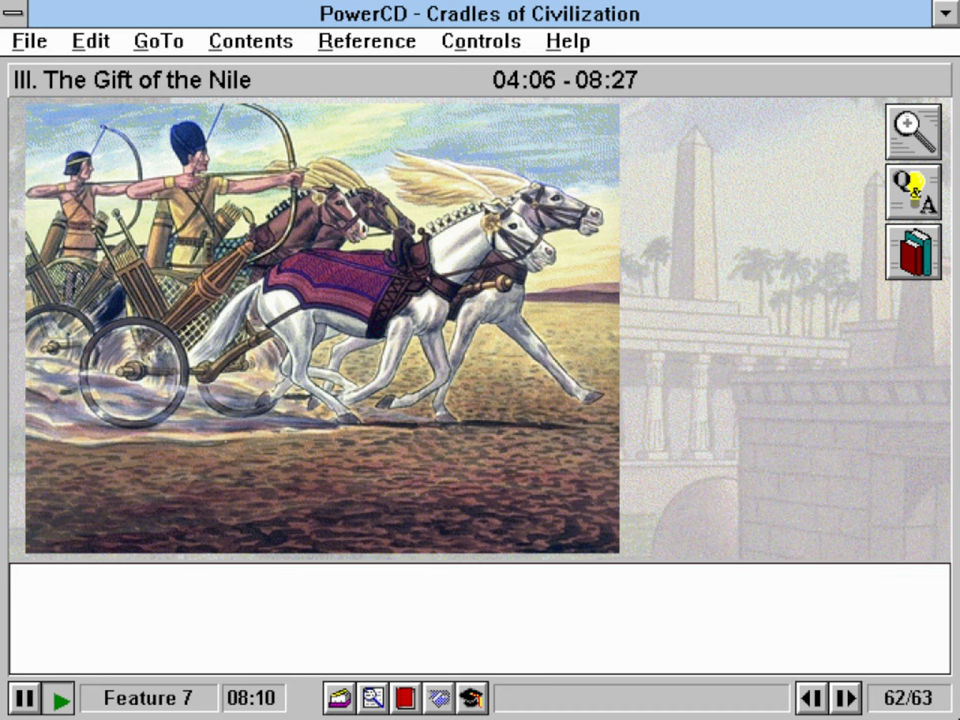 PowerCD - Cradles of Civilization
File Edit GoTo Contents Reference Controls Help
III. The Gift of the Nile 04:06 - 08:27
Q & A
Feature 7 08:10 62/63